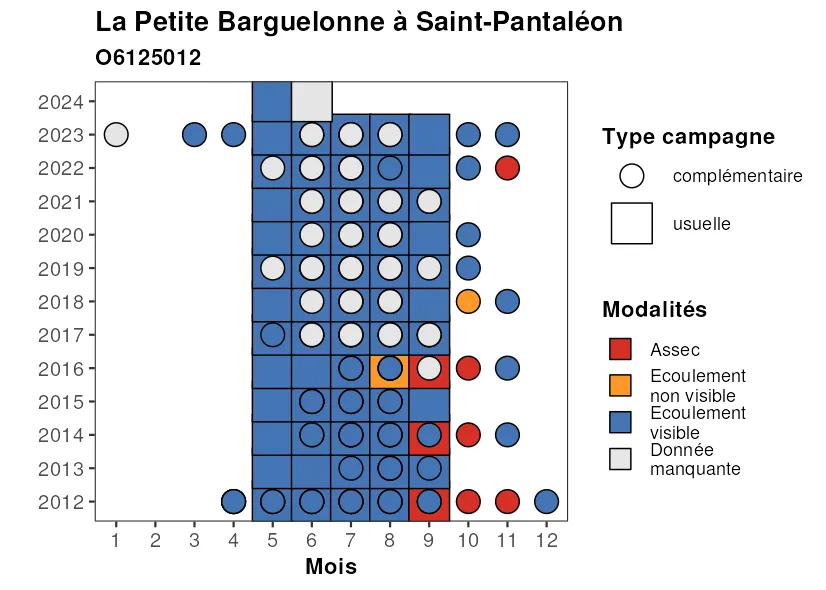 La Petite Barguelonne à Saint-Pantaléon
O6125012
2024
2023
2022
2021
2020
2019
2018
2017
2016
2015
2014
2013
2012
1 2 3 4 5 6 7 8 9 10 11 12
Mois
Type campagne
complémentaire
usuelle
Modalités
Assec
Ecoulement
non visible
Ecoulement
visible
Donnée
manquante